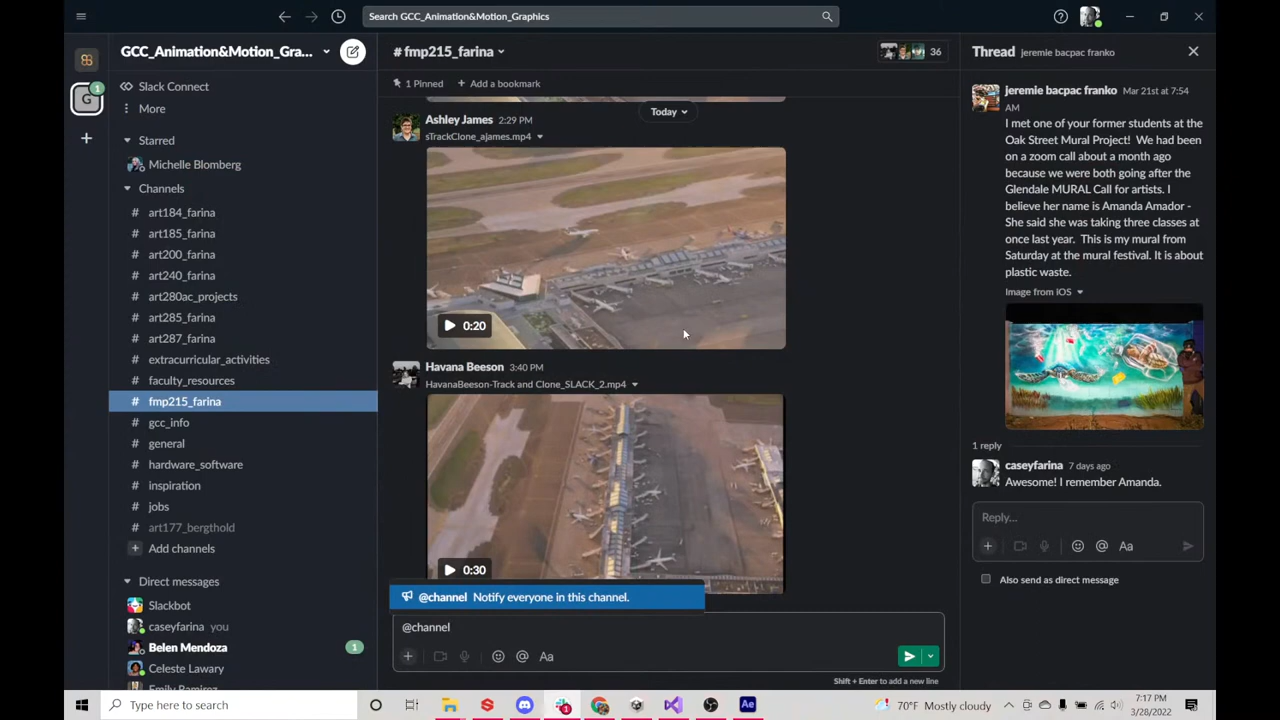 Search GCC_Animation&Motion_Graphics
GCC_Animation&Motion_Gra...
G
1
Slack Connect
More
Starred
Michelle Blomberg
Channels
# art184_farina
# art185_farina
# art200_farina
# art240_farina
# art280ac_projects
# art285_farina
# art287_farina
# extracurricular_activities
# faculty_resources
# fmp215_farina
# gcc_info
# general
# hardware_software
# inspiration
# jobs
# art177_bergthold
+ Add channels
Direct messages
Slackbot
caseyfarina you
Belen Mendoza 1
Celeste Lawary
Emily Ramirez
# fmp215_farina
36
1 Pinned + Add a bookmark
Today
Ashley James 2:29 PM
sTrackClone_ajames.mp4
0:20
Havana Beeson 3:40 PM
HavanaBeeson-Track and Clone_SLACK_2.mp4
0:30
@channel Notify everyone in this channel.
@channel
Aa
Shift + Enter to add a new line
Thread jeremie bacpac franko
jeremie bacpac franko Mar 21st at 7:54
AM
I met one of your former students at the
Oak Street Mural Project! We had been
on a zoom call about a month ago
because we were both going after the
Glendale MURAL Call for artists. I
believe her name is Amanda Amador -
She said she was taking three classes at
once last year. This is my mural from
Saturday at the mural festival. It is about
plastic waste.
Image from iOS
1 reply
caseyfarina 7 days ago
Awesome! I remember Amanda.
Reply...
Aa
Also send as direct message
Type here to search
1
Ae
70°F Mostly cloudy
7:17 PM
3/28/2022